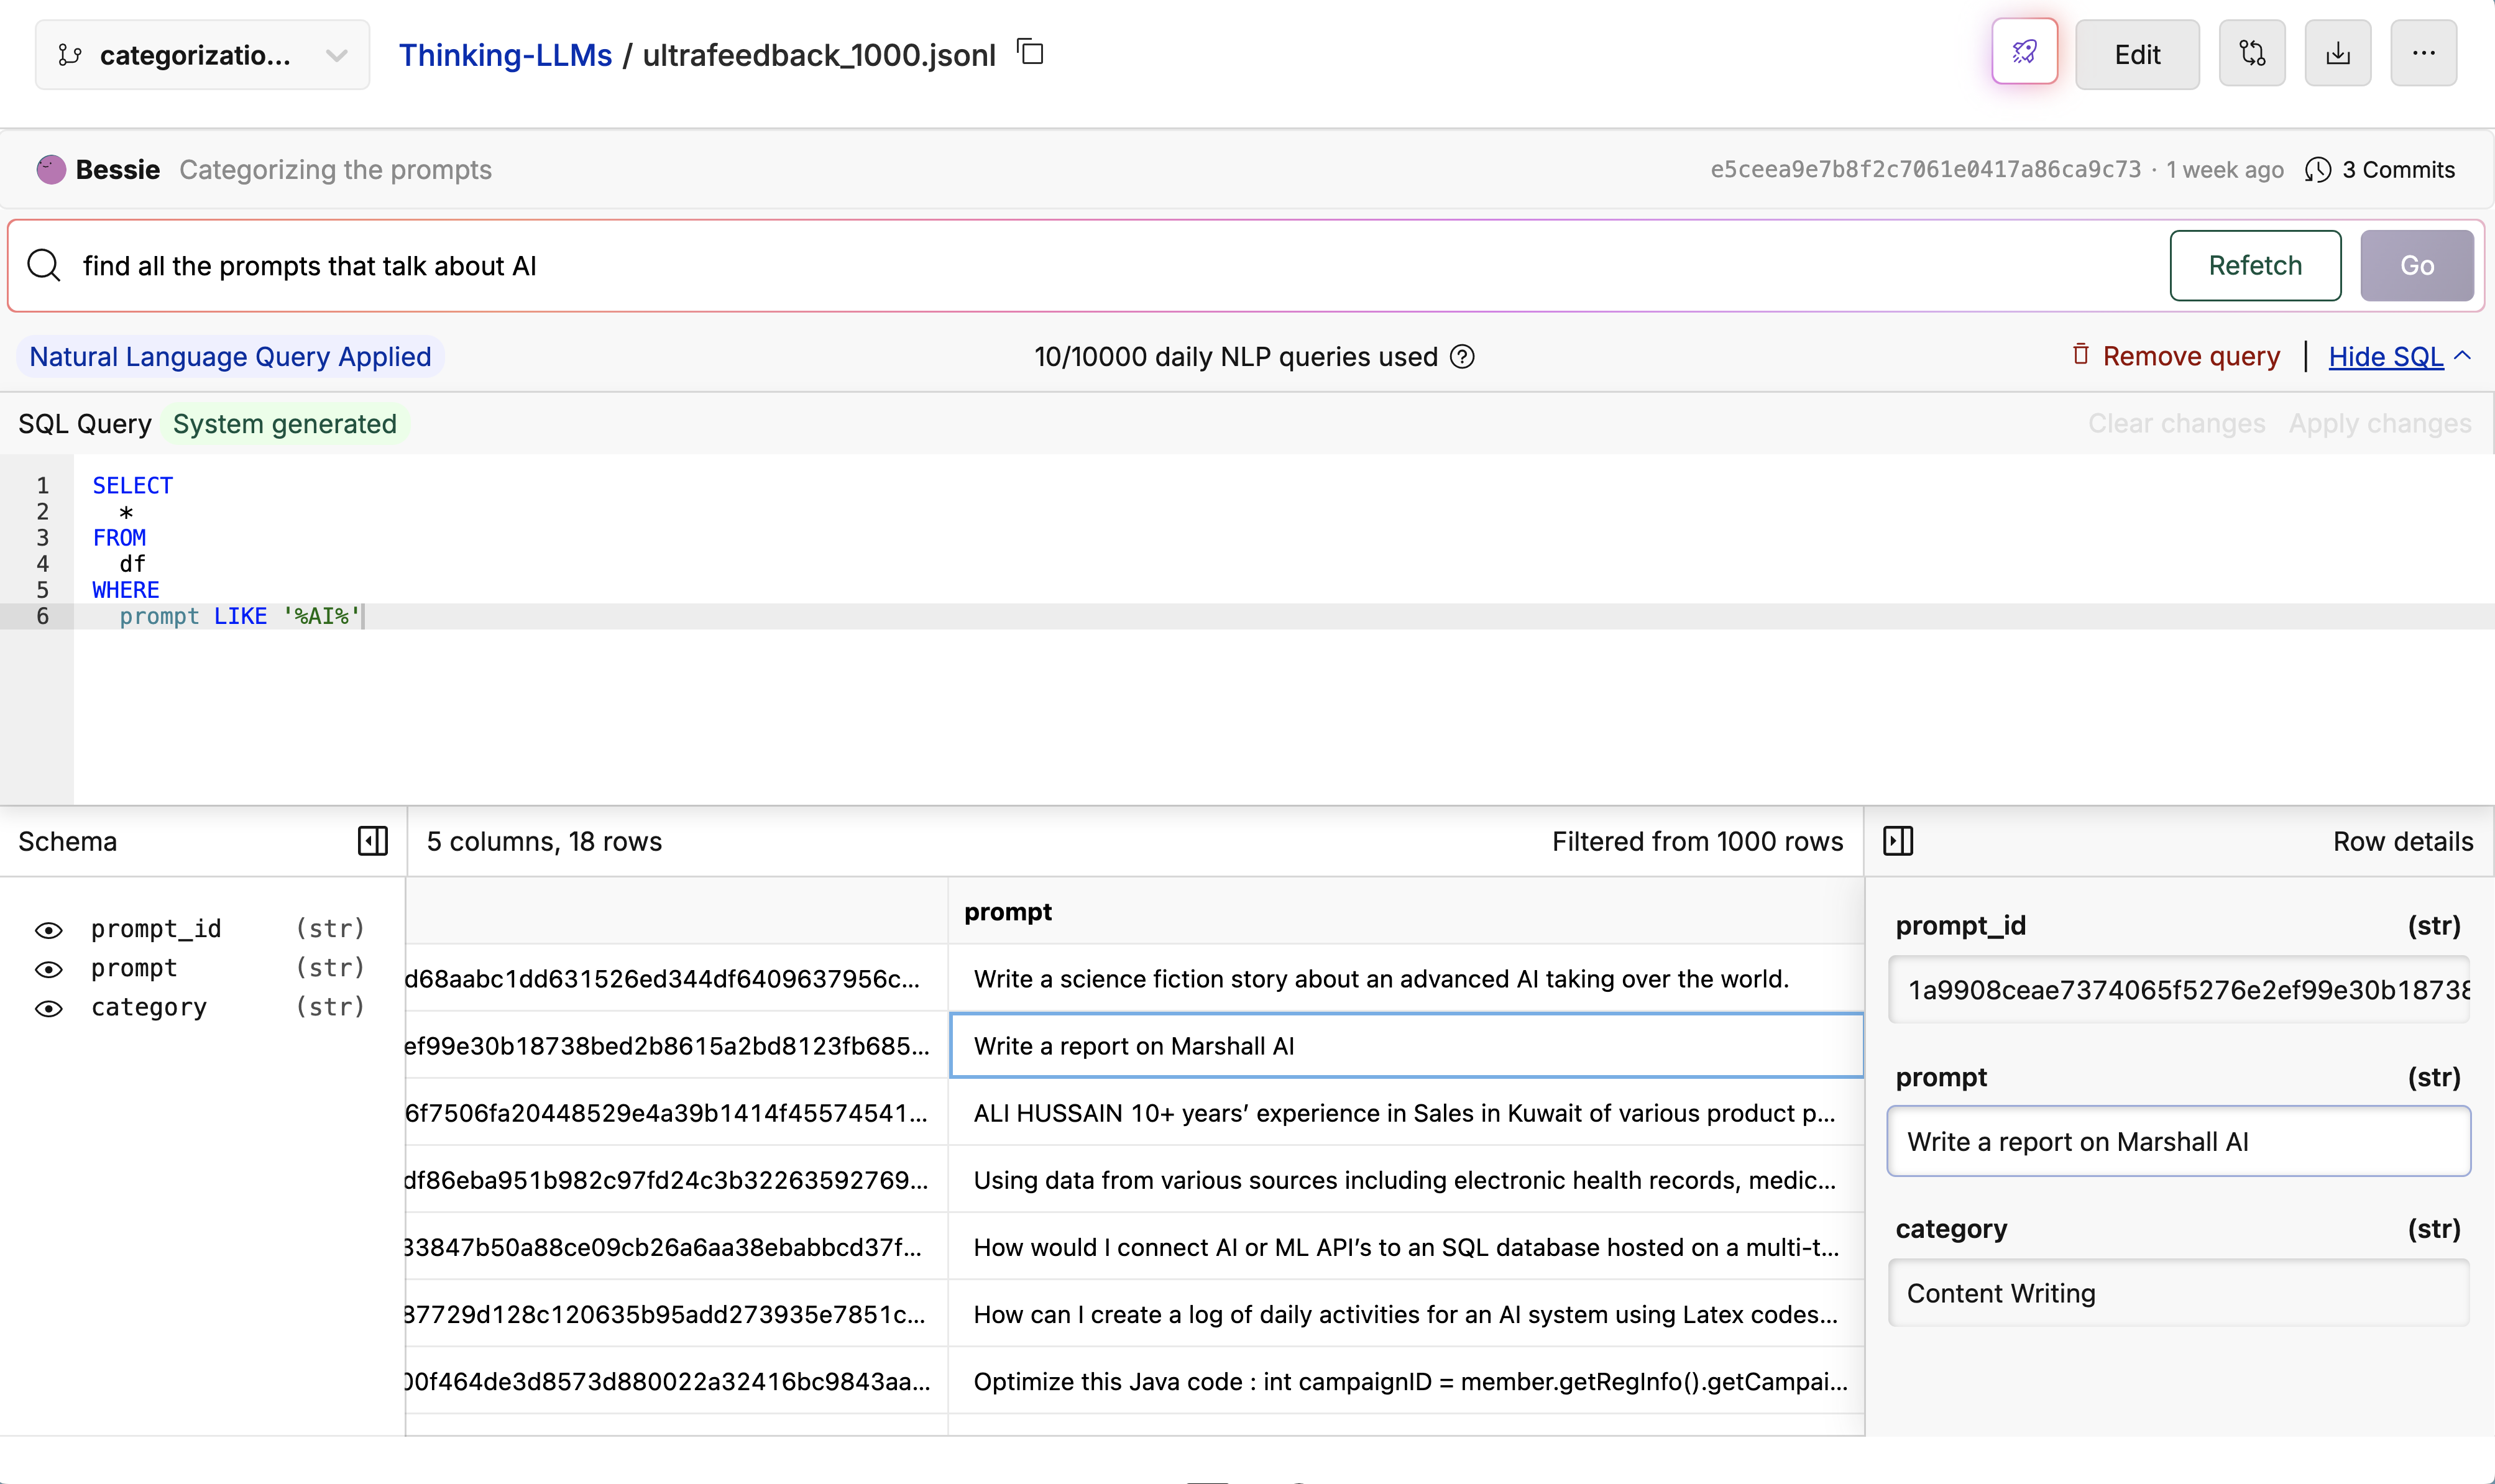 categorizatio...
Thinking-LLMs / ultrafeedback_1000.jsonl
Edit
Bessie Categorizing the prompts
e5ceea9e7b8f2c7061e0417a86ca9c73 · 1 week ago
3 Commits
find all the prompts that talk about AI
Refetch
Go
Natural Language Query Applied
10/10000 daily NLP queries used
Remove query | Hide SQL
SQL Query System generated
Clear changes Apply changes
1 SELECT
2 *
3 FROM
4 df
5 WHERE
6 prompt LIKE '%AI%'
Schema
5 columns, 18 rows
Filtered from 1000 rows
Row details
prompt_id (str)
prompt (str)
category (str)
prompt
d68aabc1dd631526ed344df6409637956c... Write a science fiction story about an advanced AI taking over the world.
ef99e30b18738bed2b8615a2bd8123fb685... Write a report on Marshall AI
6f7506fa20448529e4a39b1414f45574541... ALI HUSSAIN 10+ years’ experience in Sales in Kuwait of various product p...
df86eba951b982c97fd24c3b32263592769... Using data from various sources including electronic health records, medic...
33847b50a88ce09cb26a6aa38ebabbcd37f... How would I connect AI or ML API’s to an SQL database hosted on a multi-t...
87729d128c120635b95add273935e7851c... How can I create a log of daily activities for an AI system using Latex codes...
00f464de3d8573d880022a32416bc9843aa... Optimize this Java code : int campaignID = member.getRegInfo().getCampai...
prompt_id (str)
1a9908ceae7374065f5276e2ef99e30b18738
prompt (str)
Write a report on Marshall AI
category (str)
Content Writing